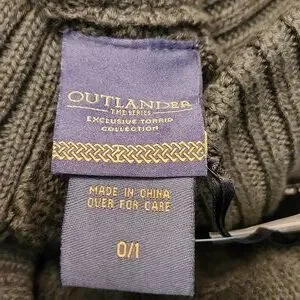 OUTLANDER
THE SERIES
EXCLUSIVE TORRID
COLLECTION
MADE IN CHINA
OVER FOR CARE
0/1